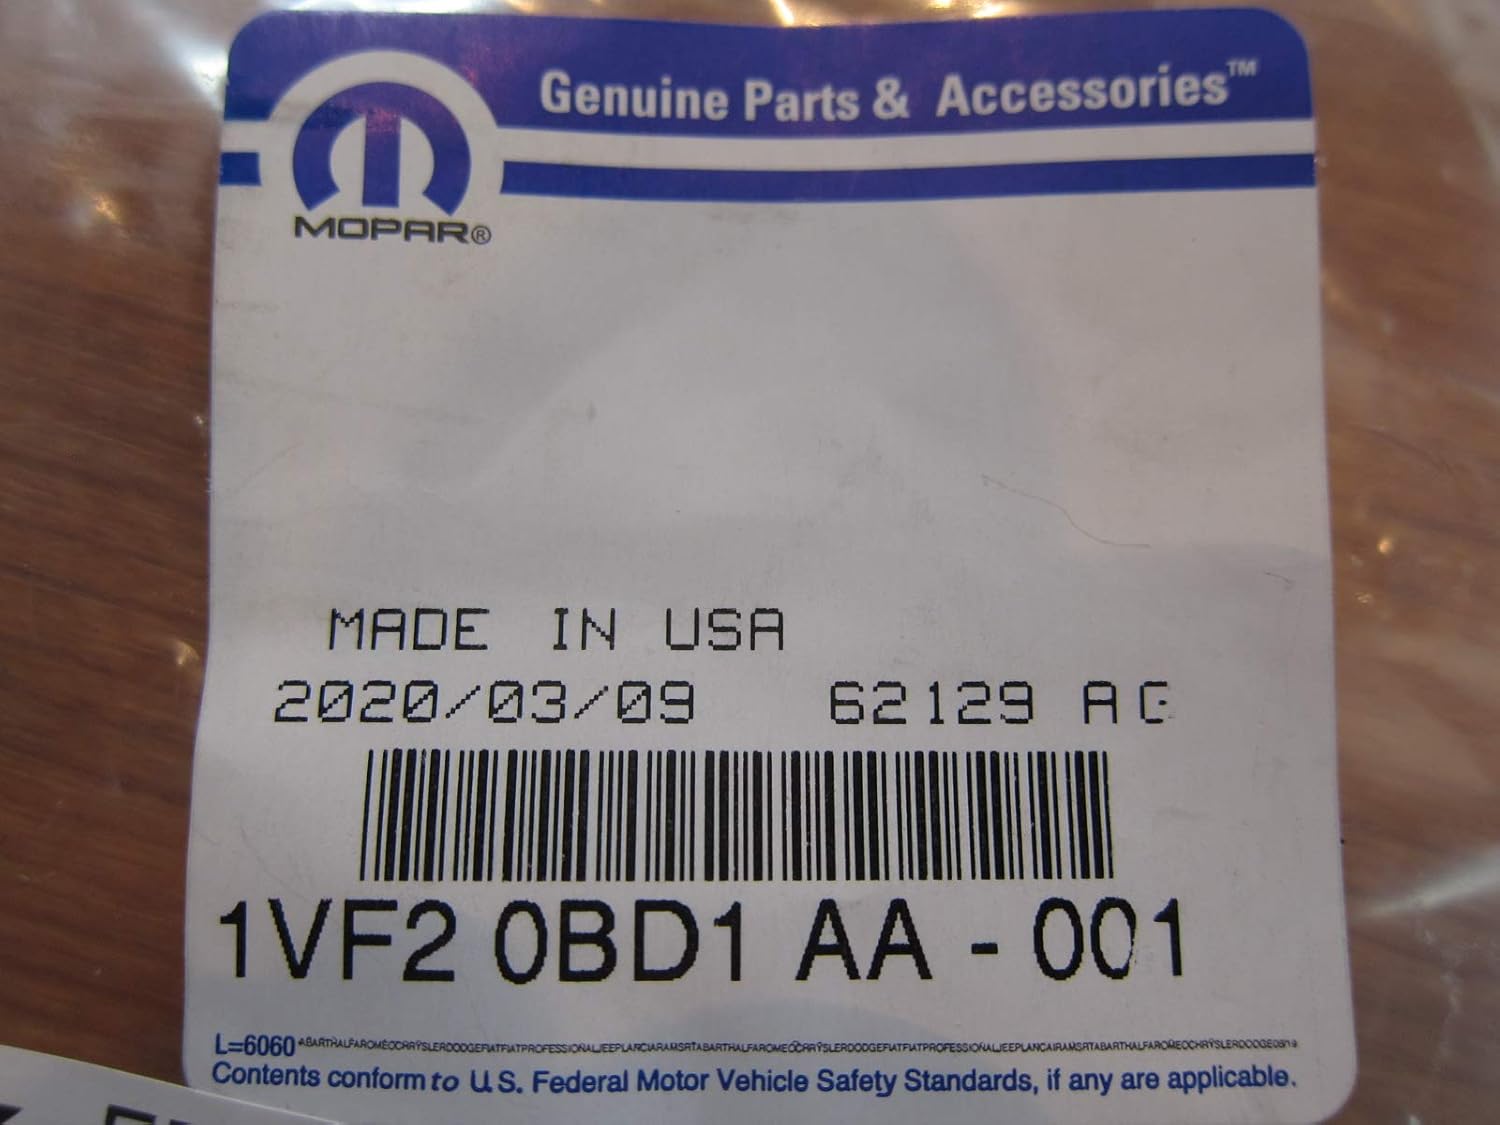 Genuine Parts & Accessories™
MOPAR®
MADE IN USA
2020/03/09 62129 AG
1VF2 0BD1 AA - 001
L=6060
Contents conform to U.S. Federal Motor Vehicle Safety Standards, if any are applicable.